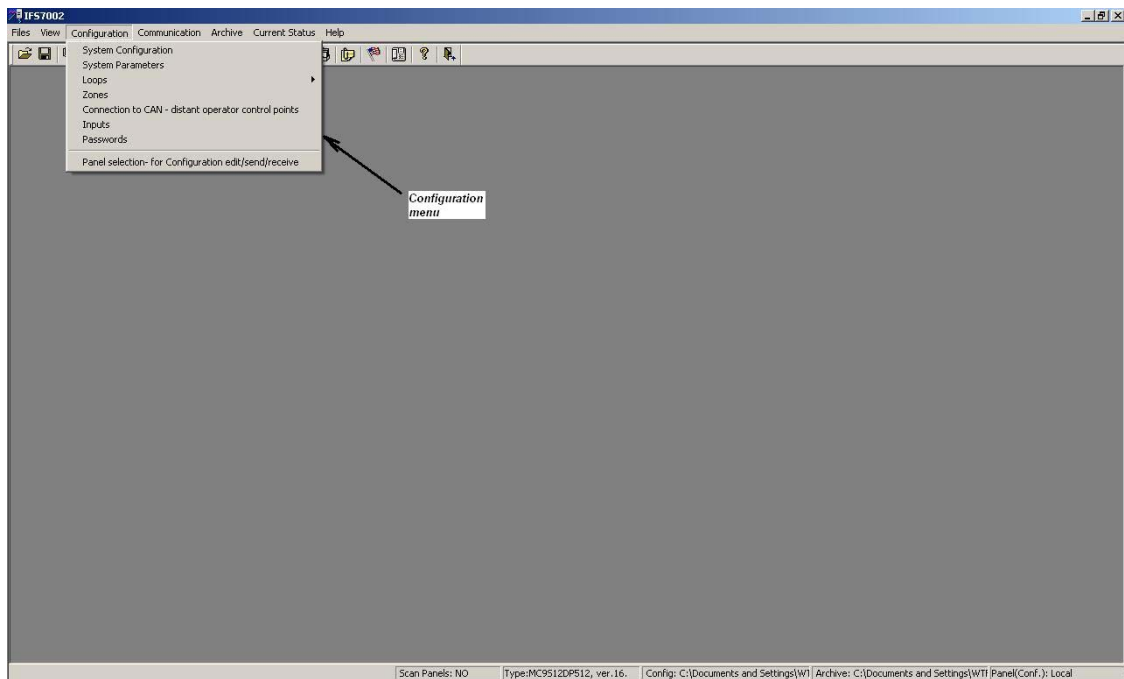 IFS7002
Files View Configuration Communication Archive Current Status Help
System Configuration
System Parameters
Loops
Zones
Connection to CAN - distant operator control points
Inputs
Passwords
Panel selection- for Configuration edit/send/receive
Configuration
menu
Scan Panels: NO Type:MC9S12DP512, ver.16. Config: C:\Documents and Settings\WT Archive: C:\Documents and Settings\WT Panel(Conf.): Local